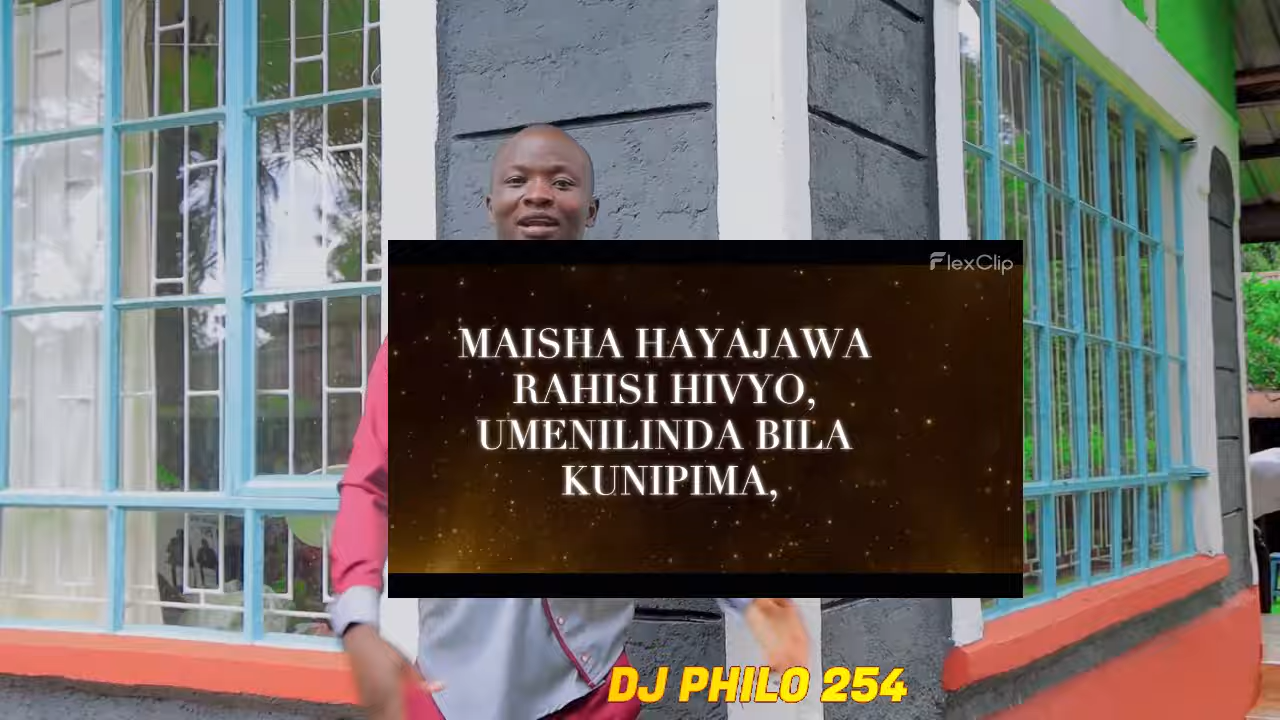 FlexClip
MAISHA HAYAJAWA
RAHISI HIVYO,
UMENILINDA BILA
KUNIPIMA,
DJ PHILO 254